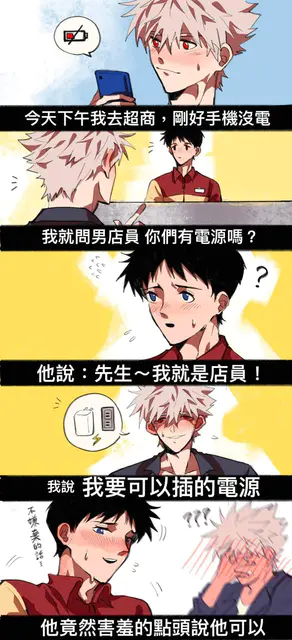 今天下午我去超商，剛好手機沒電
我就問男店員 你們有電源嗎？
?
他說：先生～我就是店員！
我說 我要可以插的電源
不嫌棄的話…
???
他竟然害羞的點頭說他可以